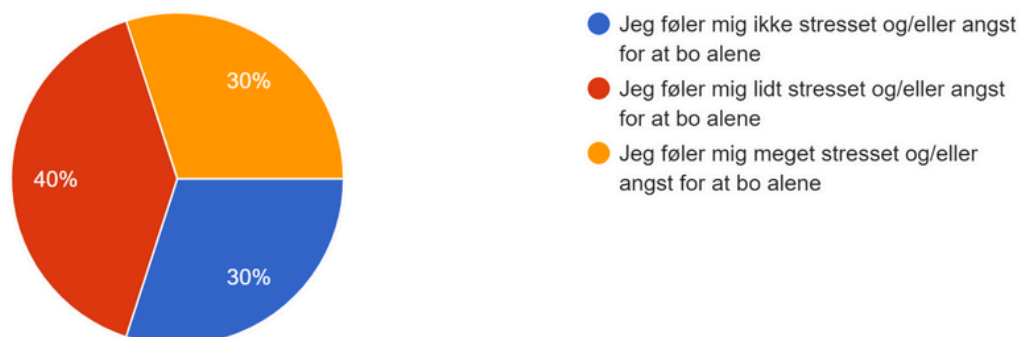 30%
40%
30%
Jeg føler mig ikke stresset og/eller angst
for at bo alene
Jeg føler mig lidt stresset og/eller angst
for at bo alene
Jeg føler mig meget stresset og/eller
angst for at bo alene